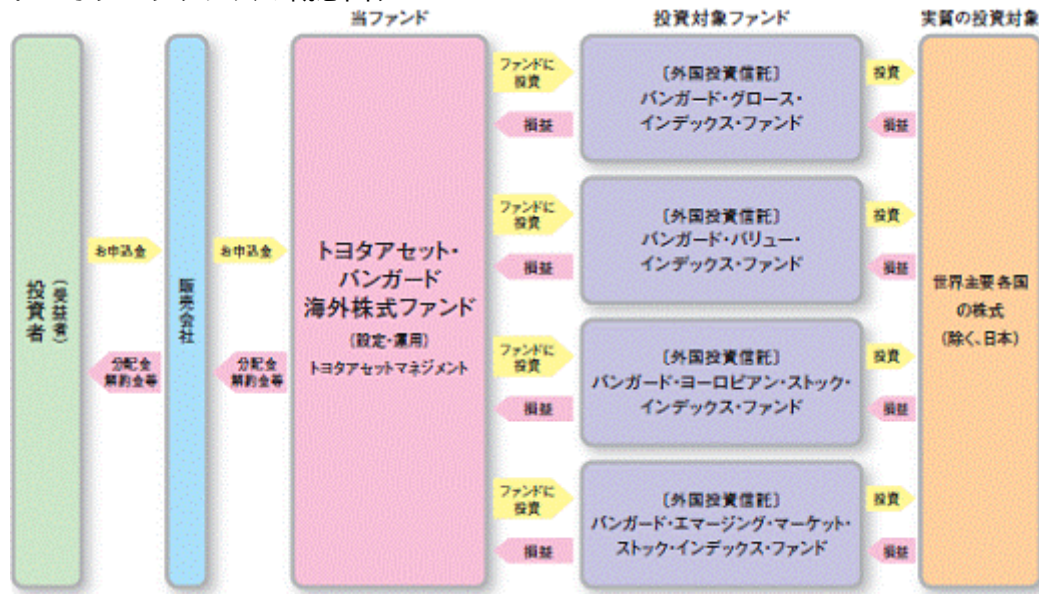 当ファンド
投資対象ファンド
実質の投資対象
投資者
(受益者)
お申込金
分配金
解約金等
販売会社
お申込金
分配金
解約金等
トヨタアセット・
バンガード
海外株式ファンド
(設定・運用)
トヨタアセットマネジメント
ファンドに
投資
損益
〔外国投資信託〕
バンガード・グロース・
インデックス・ファンド
投資
損益
ファンドに
投資
損益
〔外国投資信託〕
バンガード・バリュー・
インデックス・ファンド
投資
損益
ファンドに
投資
損益
〔外国投資信託〕
バンガード・ヨーロピアン・ストック・
インデックス・ファンド
投資
損益
ファンドに
投資
損益
〔外国投資信託〕
バンガード・エマージング・マーケット・
ストック・インデックス・ファンド
投資
損益
世界主要各国
の株式
(除く、日本)